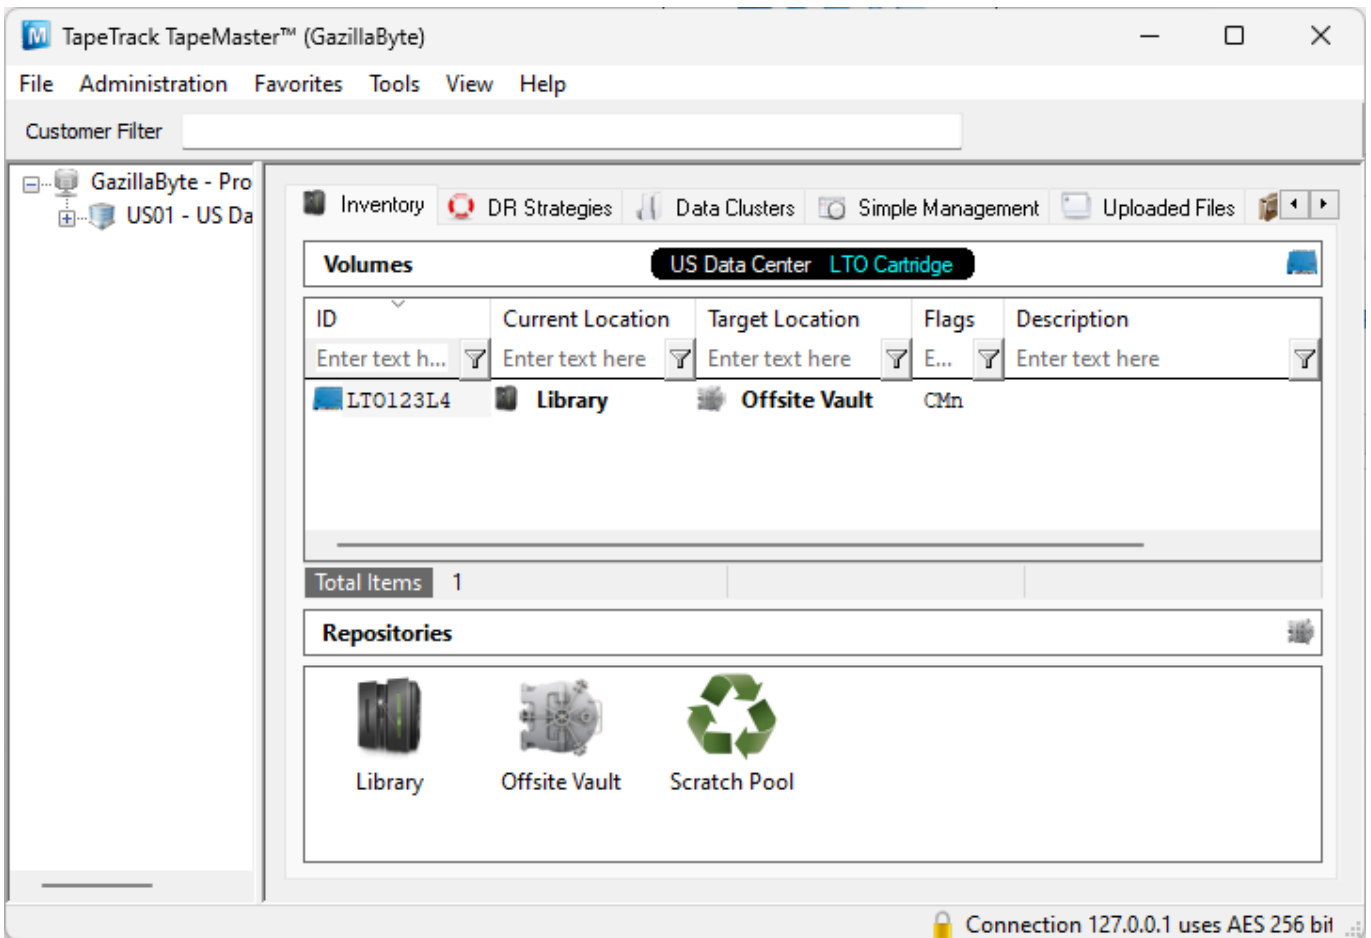 TapeTrack TapeMaster™ (GazillaByte)
File Administration Favorites Tools View Help
Customer Filter
GazillaByte - Pro
US01 - US Da
Inventory DR Strategies Data Clusters Simple Management Uploaded Files
Volumes US Data Center LTO Cartridge
ID Current Location Target Location Flags Description
Enter text h... Enter text here Enter text here E... Enter text here
LTO123L4 Library Offsite Vault CMn
Total Items 1
Repositories
Library Offsite Vault Scratch Pool
Connection 127.0.0.1 uses AES 256 bit